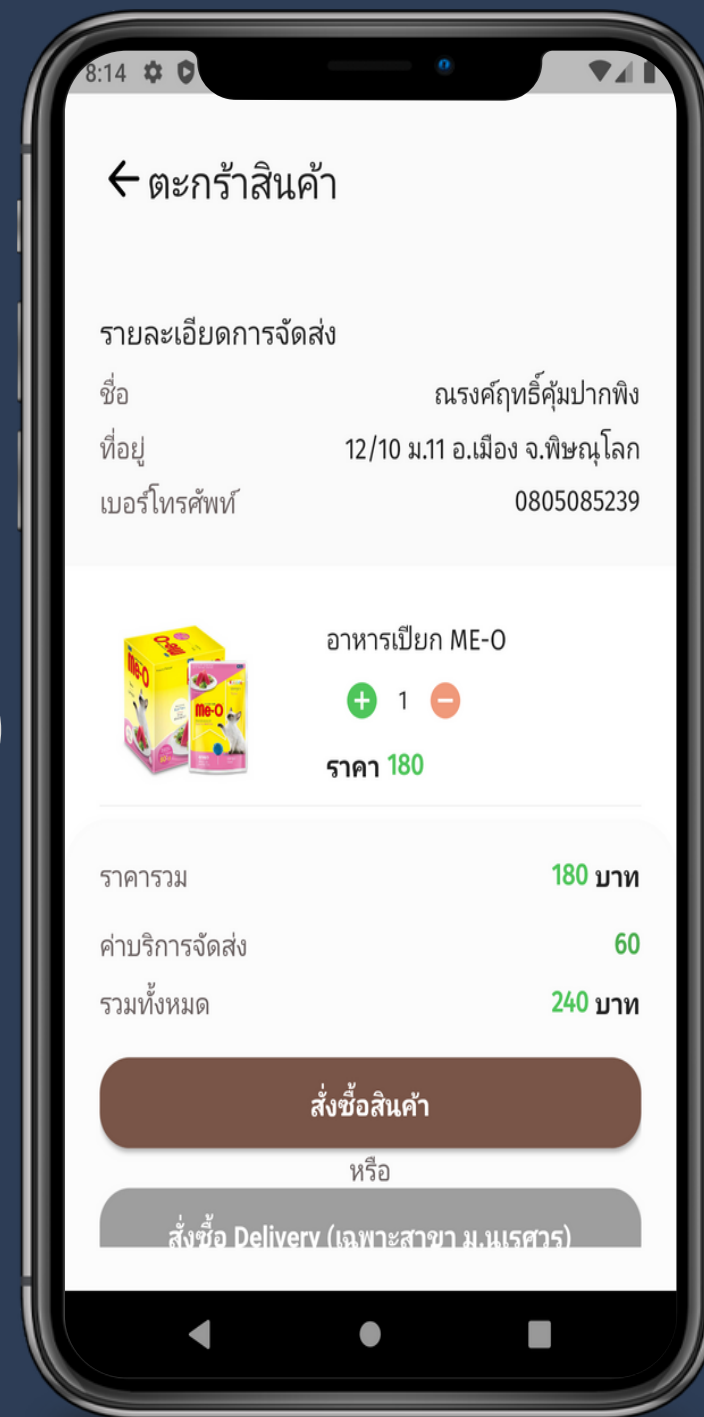 8:14
ตะกร้าสินค้า
รายละเอียดการจัดส่ง
ชื่อ ณรงค์ฤทธิ์คุ้มปากพิง
ที่อยู่ 12/10 ม.11 อ.เมือง จ.พิษณุโลก
เบอร์โทรศัพท์ 0805085239
อาหารเปียก ME-O
Me-O
Me-O
Me-O
1
ราคา 180
ราคารวม 180 บาท
ค่าบริการจัดส่ง 60
รวมทั้งหมด 240 บาท
สั่งซื้อสินค้า
หรือ
สั่งซื้อ Delivery (เฉพาะสาขา ม.นเรศวร)